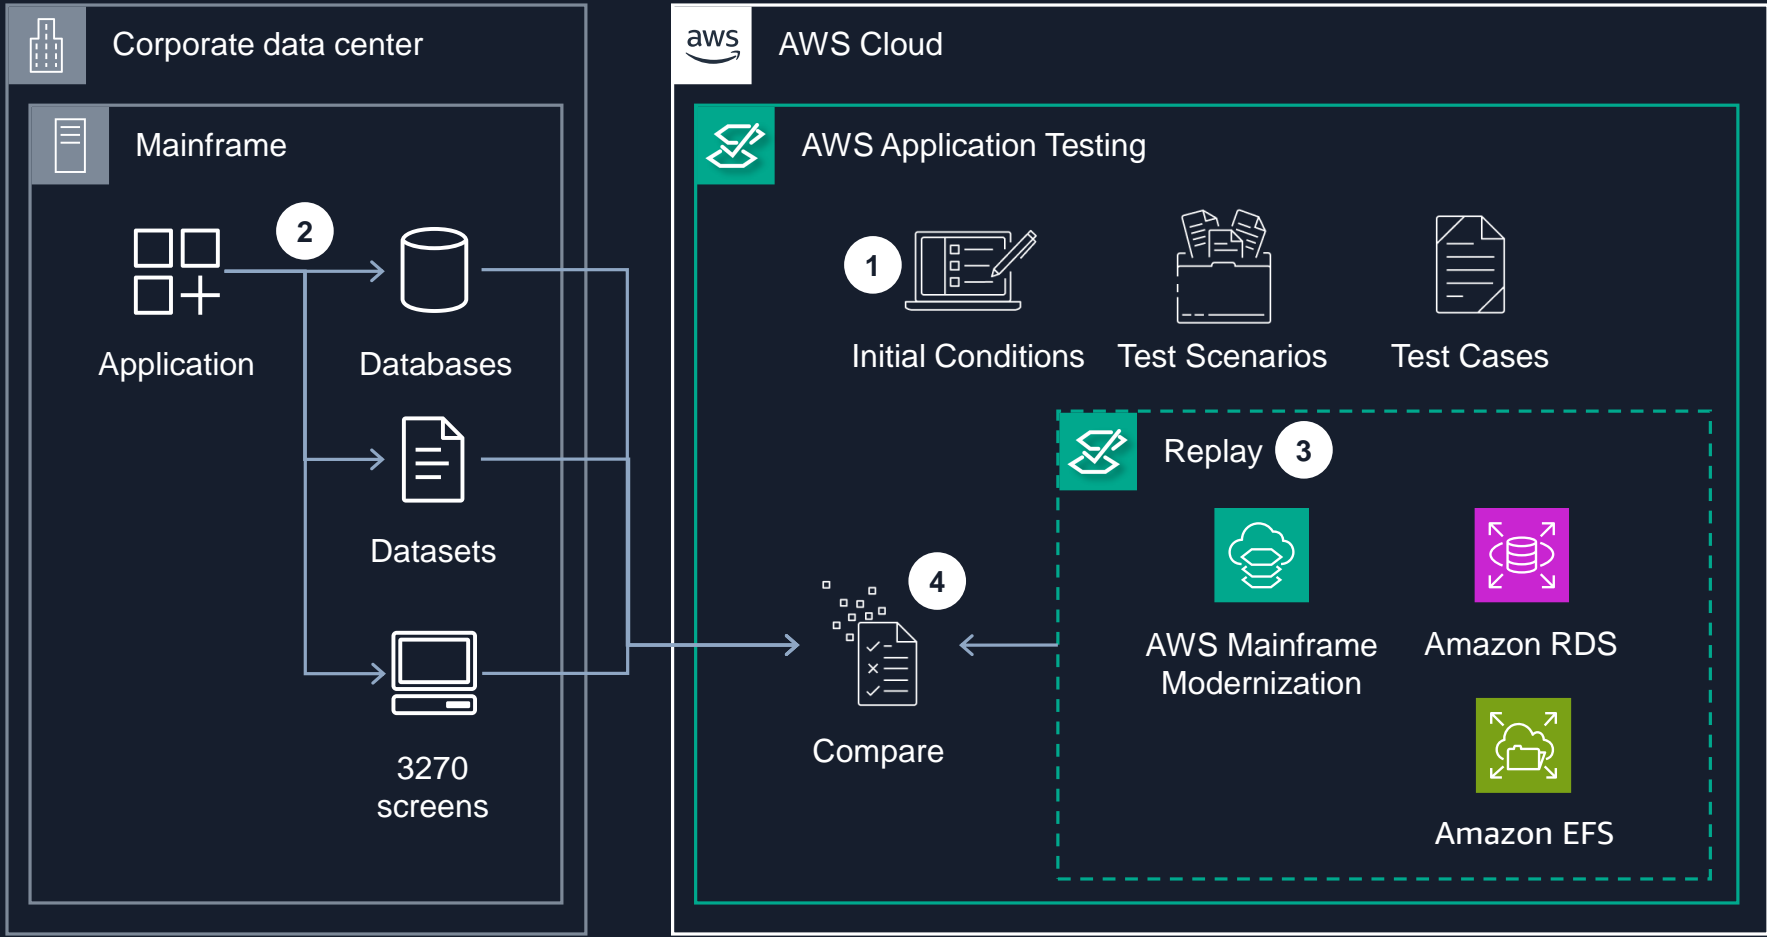 Corporate data center
aws
AWS Cloud
Mainframe
AWS Application Testing
2
1
Application
Databases
Initial Conditions
Test Scenarios
Test Cases
Replay
3
Datasets
4
AWS Mainframe
Modernization
Amazon RDS
Compare
3270
screens
Amazon EFS